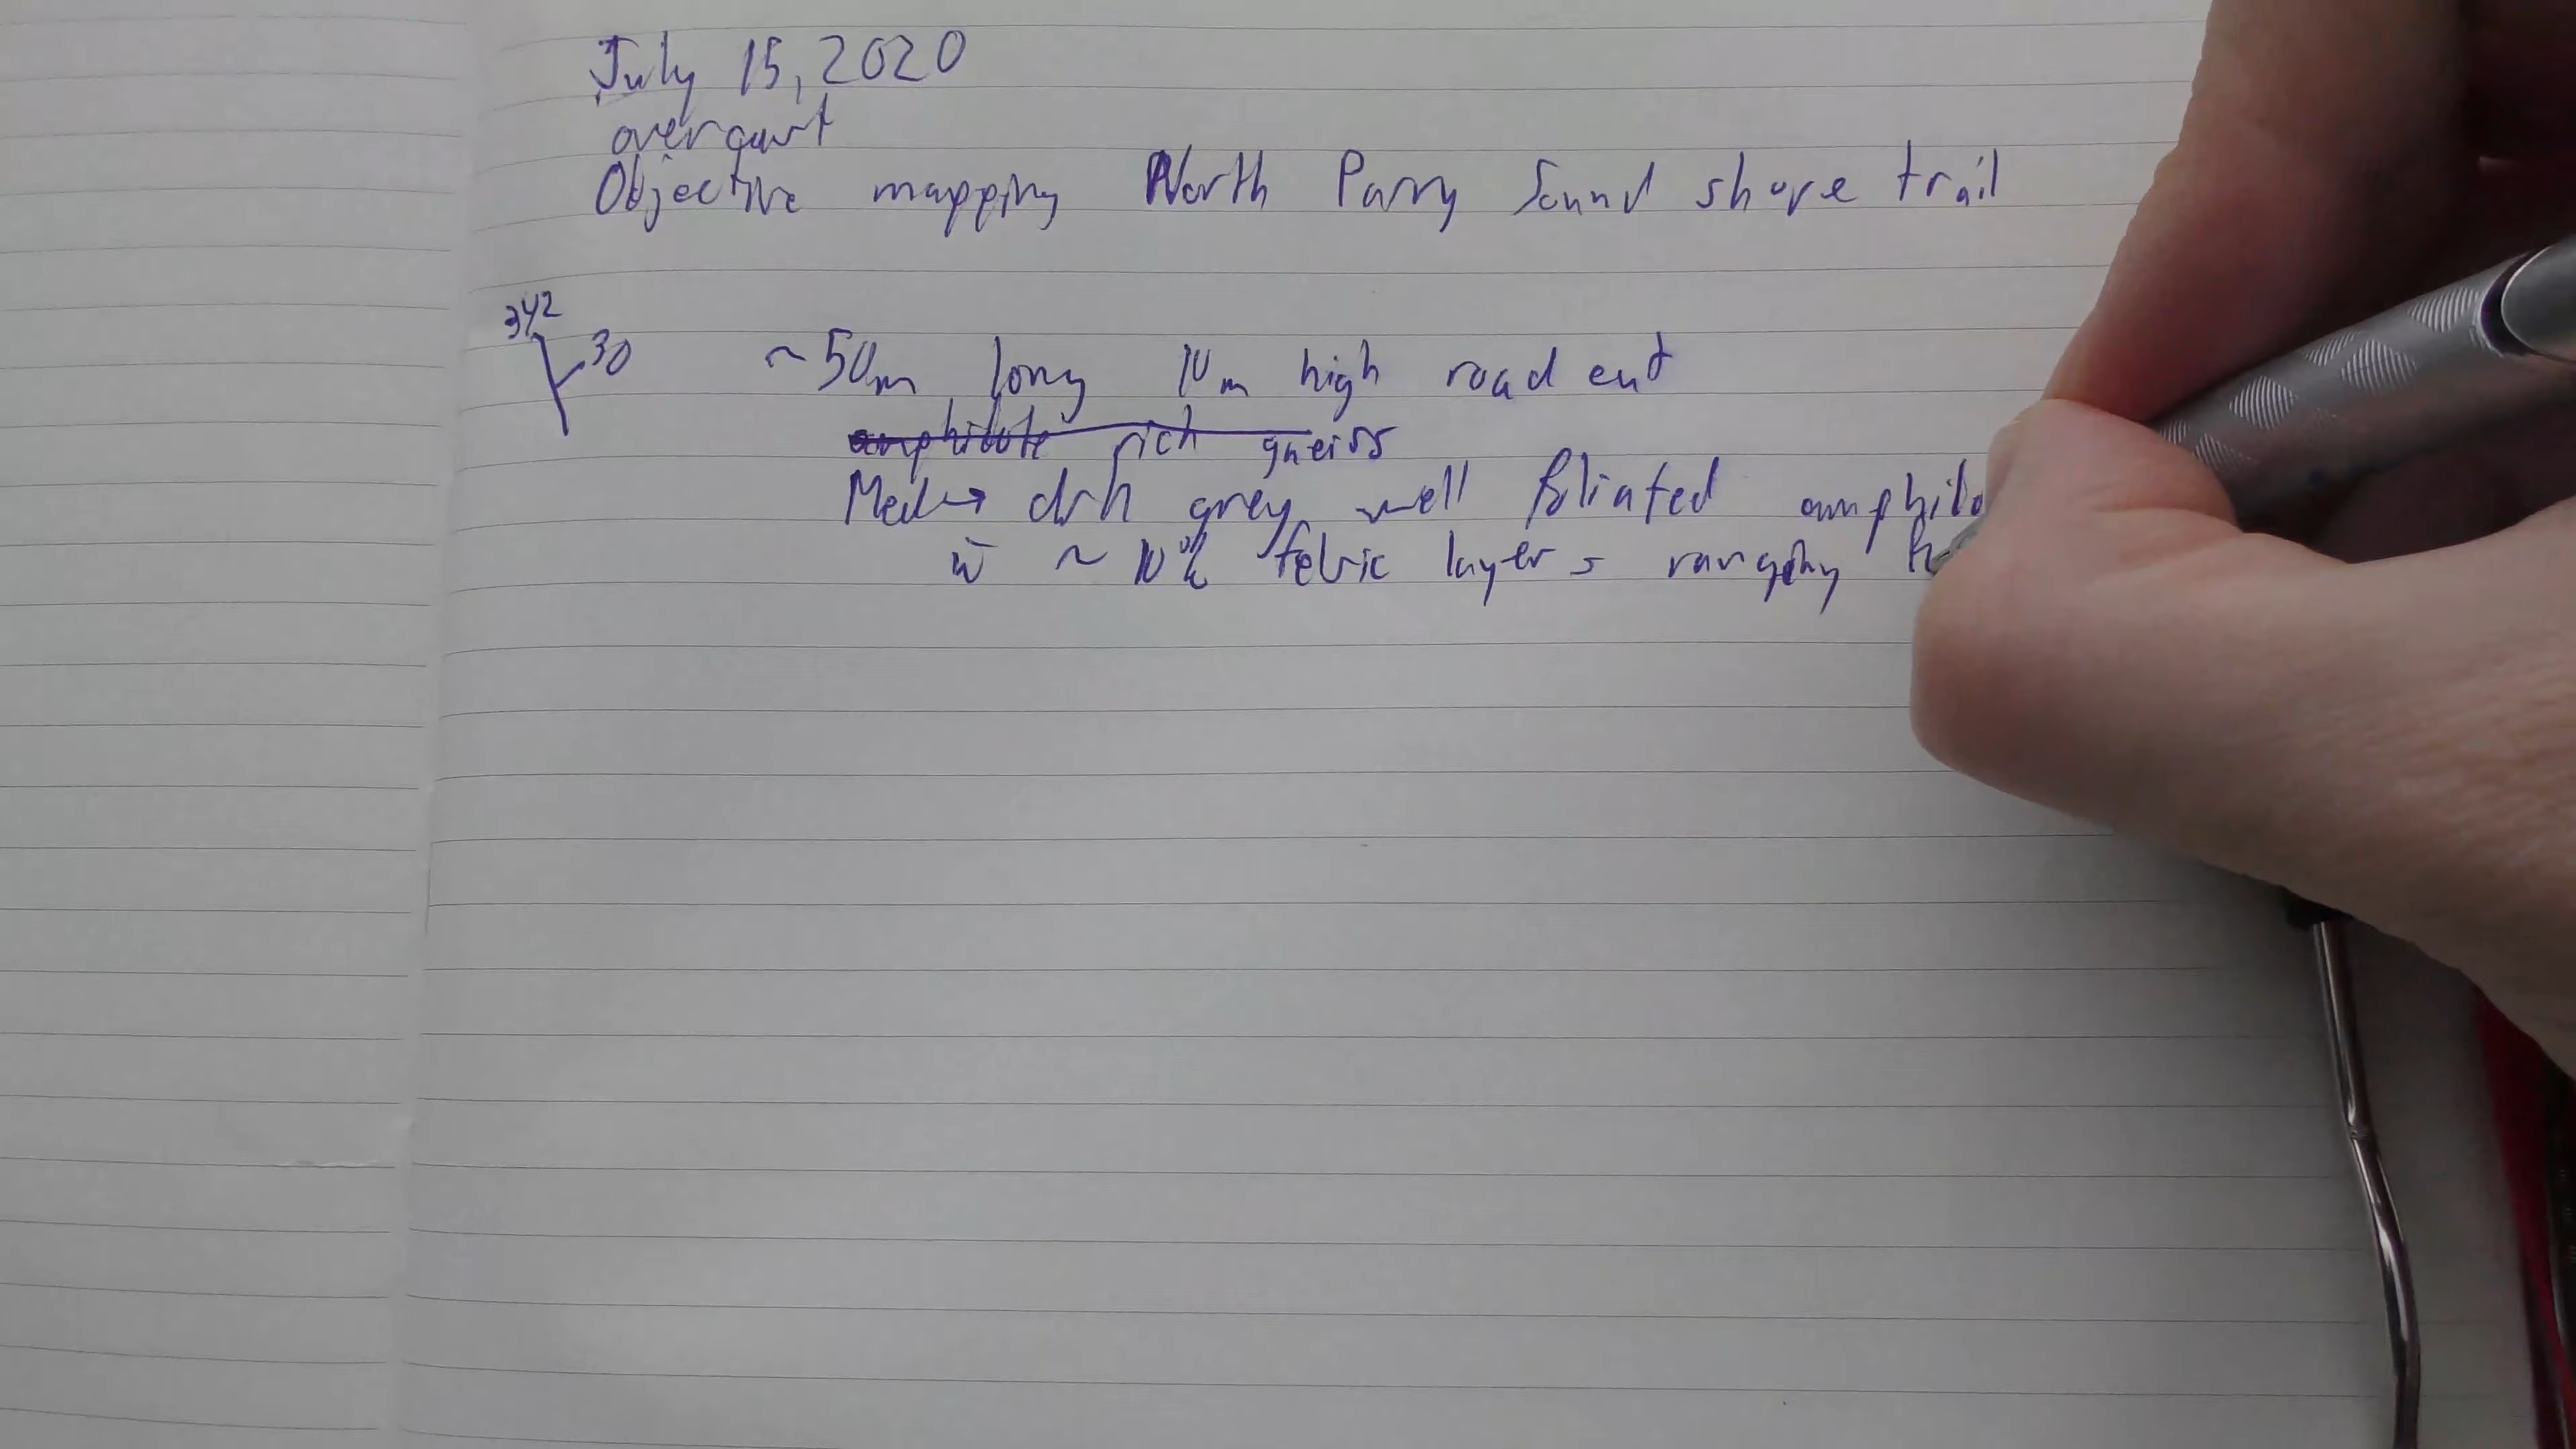 July 15, 2020
overcast
Objective mapping North Parry Sound shore trail
342
30
~50m long 10m high road cut
amphibole rich gneiss
Med → drk grey well foliated amphibo
w̄ ~10% felsic layers ranging